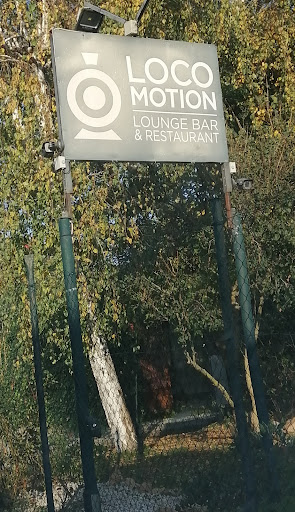 LOCO
MOTION
LOUNGE BAR
& RESTAURANT